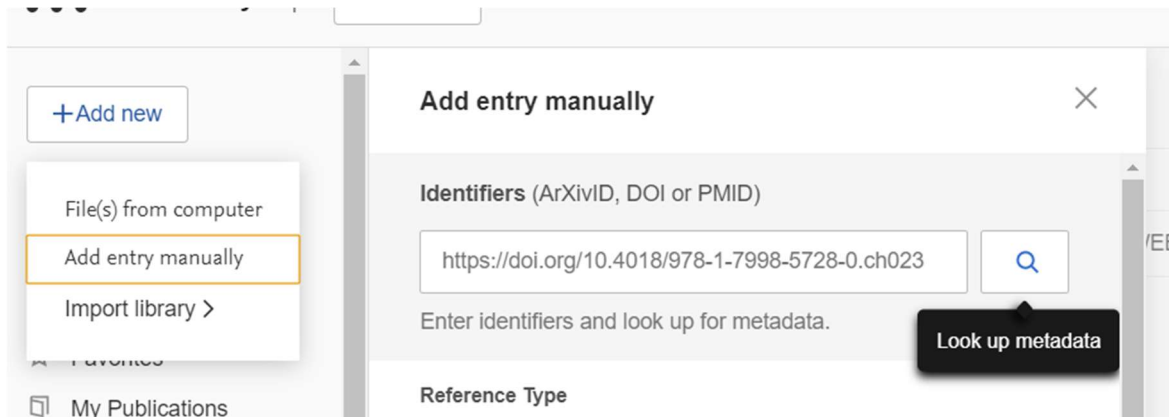 +Add new
File(s) from computer
Add entry manually
Import library >
Favorites
My Publications
Add entry manually
Identifiers (ArXivID, DOI or PMID)
https://doi.org/10.4018/978-1-7998-5728-0.ch023
Enter identifiers and look up for metadata.
Look up metadata
Reference Type